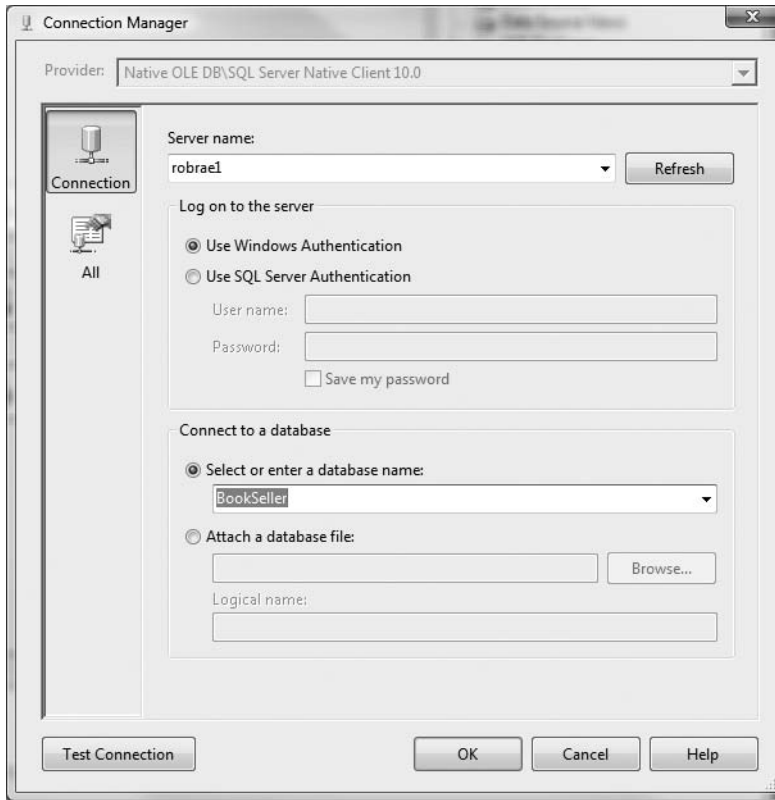 Connection Manager
Provider: Native OLE DB\SQL Server Native Client 10.0
Connection
All
Server name:
robrae1
Refresh
Log on to the server
Use Windows Authentication
Use SQL Server Authentication
User name:
Password:
Save my password
Connect to a database
Select or enter a database name:
BookSeller
Attach a database file:
Browse...
Logical name:
Test Connection
OK
Cancel
Help